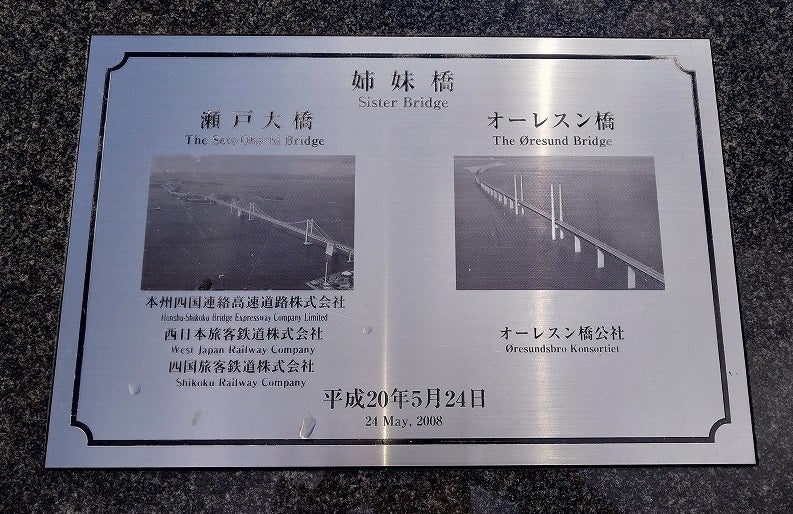 姉妹橋
Sister Bridge
瀬戸大橋
The Seto-Ohashi Bridge
本州四国連絡高速道路株式会社
Honshu-Shikoku Bridge Expressway Company Limited
西日本旅客鉄道株式会社
West Japan Railway Company
四国旅客鉄道株式会社
Shikoku Railway Company
オーレスン橋
The Øresund Bridge
オーレスン橋公社
Øresundsbro Konsortiet
平成20年5月24日
24 May, 2008